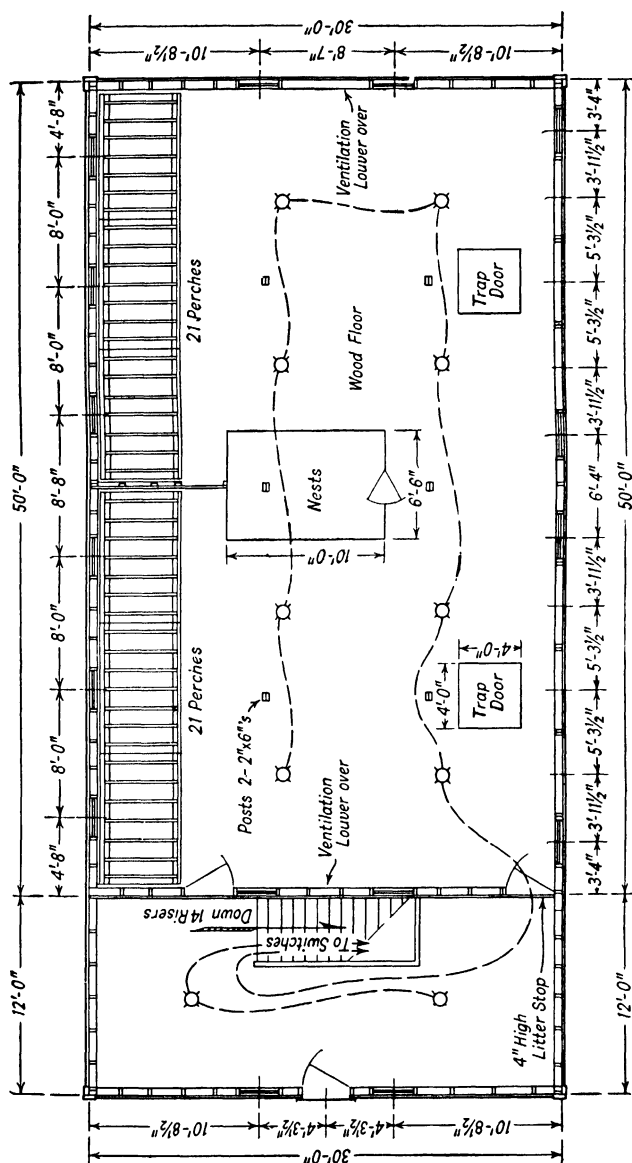 30'-0"
10'-8½"
8'-7"
10'-8½"
50'-0"
4'-8"
8'-0"
8'-0"
8'-8"
8'-0"
8'-0"
4'-8"
12'-0"
21 Perches
21 Perches
Ventilation
Louver over
Wood Floor
Trap
Door
Nests
6'-6"
10'-0"
Posts 2-2"x6"s
4'-0"
4'-0"
Trap
Door
Ventilation
Louver over
Down 14 Risers
To Switches
4" High
Litter Stop
3'-4"
3'-11½"
5'-3½"
5'-3½"
3'-11½"
6'-4"
3'-11½"
5'-3½"
5'-3½"
3'-11½"
3'-4"
50'-0"
12'-0"
10'-8½"
4'-3½"
4'-3½"
10'-8½"
30'-0"